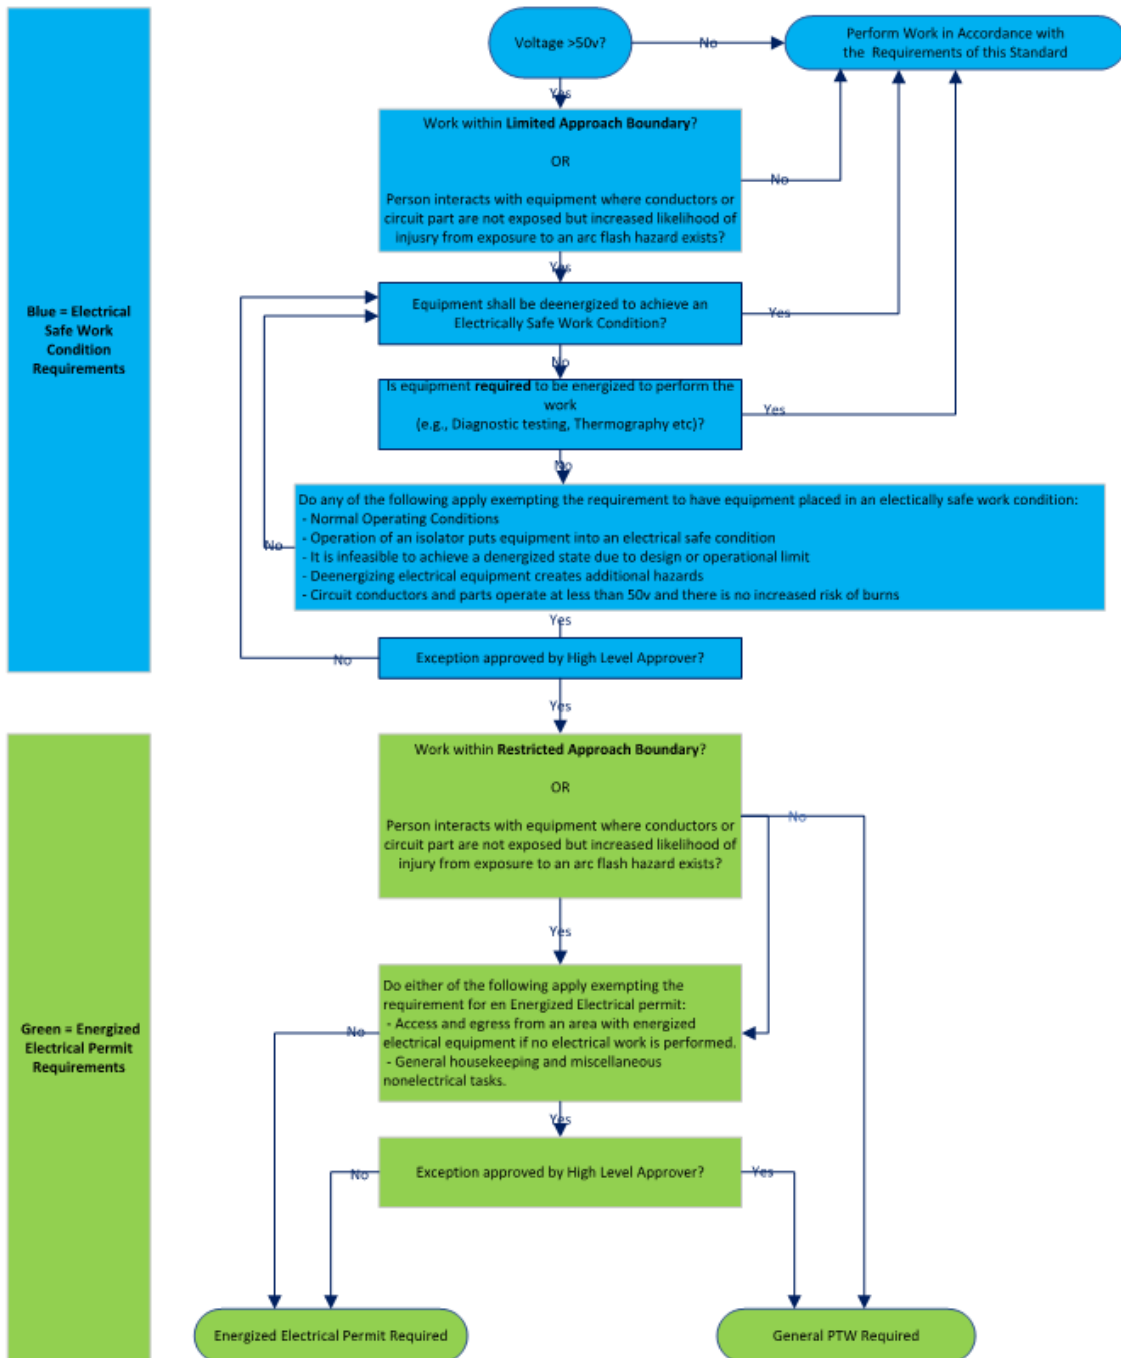 Voltage >50v?
No
Perform Work in Accordance with
the Requirements of this Standard
Yes
Work within Limited Approach Boundary?
OR
Person interacts with equipment where conductors or
circuit part are not exposed but increased likelihood of
injusry from exposure to an arc flash hazard exists?
No
Yes
Blue = Electrical
Safe Work
Condition
Requirements
Equipment shall be deenergized to achieve an
Electrically Safe Work Condition?
Yes
No
Is equipment required to be energized to perform the
work
(e.g., Diagnostic testing, Thermography etc)?
Yes
No
Do any of the following apply exempting the requirement to have equipment placed in an electically safe work condition:
- Normal Operating Conditions
- Operation of an isolator puts equipment into an electrical safe condition
- It is infeasible to achieve a denergized state due to design or operational limit
- Deenergizing electrical equipment creates additional hazards
- Circuit conductors and parts operate at less than 50v and there is no increased risk of burns
No
Yes
Exception approved by High Level Approver?
No
Yes
Work within Restricted Approach Boundary?
OR
Person interacts with equipment where conductors or
circuit part are not exposed but increased likelihood of
injury from exposure to an arc flash hazard exists?
No
Yes
Green = Energized
Electrical Permit
Requirements
Do either of the following apply exempting the
requirement for en Energized Electrical permit:
- Access and egress from an area with energized
electrical equipment if no electrical work is performed.
- General housekeeping and miscellaneous
nonelectrical tasks.
No
Yes
Exception approved by High Level Approver?
No
Yes
Energized Electrical Permit Required
General PTW Required